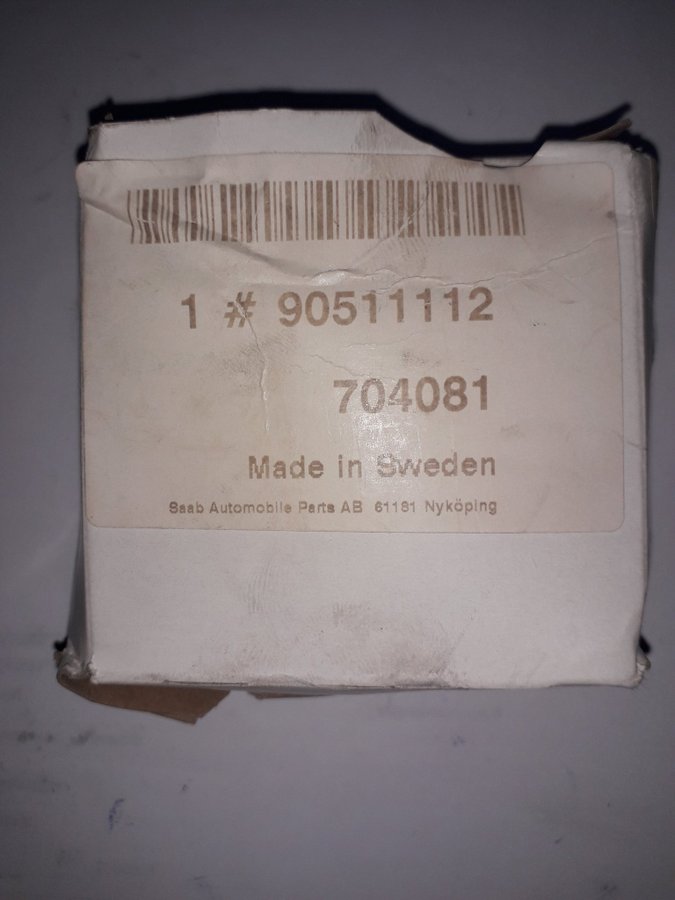 1 # 90511112
704081
Made in Sweden
Saab Automobile Parts AB 61181 Nyköping